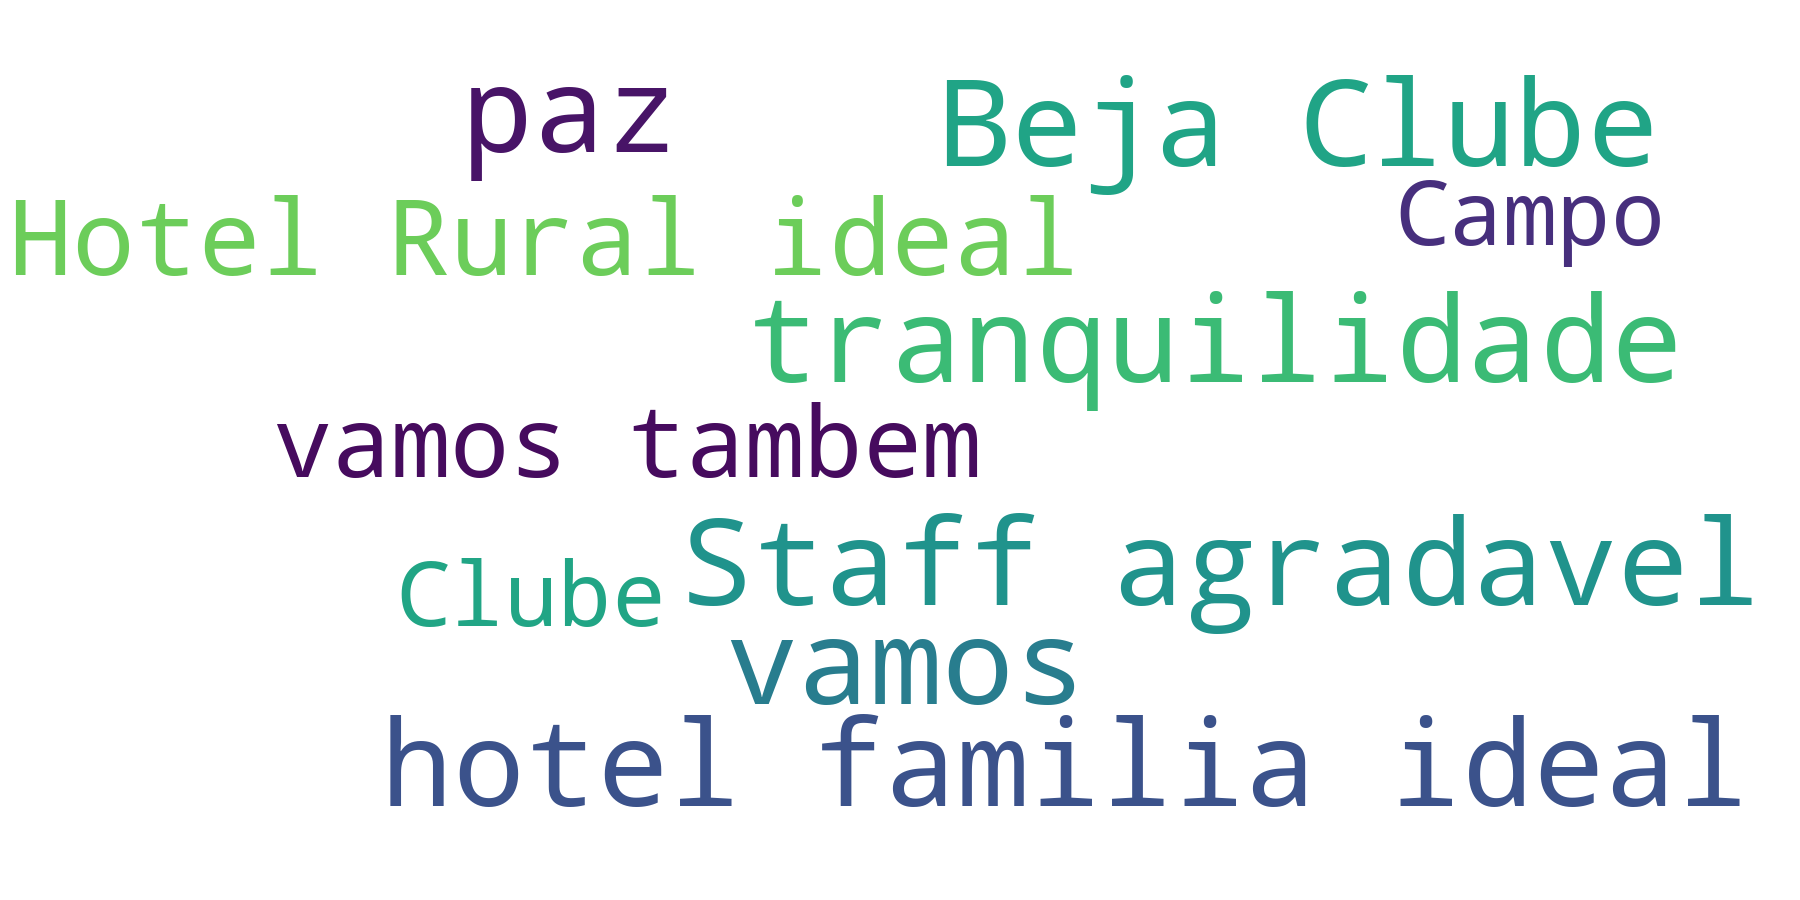 paz
Beja Clube
Hotel Rural ideal
Campo
tranquilidade
vamos tambem
Staff agradavel
Clube
vamos
hotel familia ideal